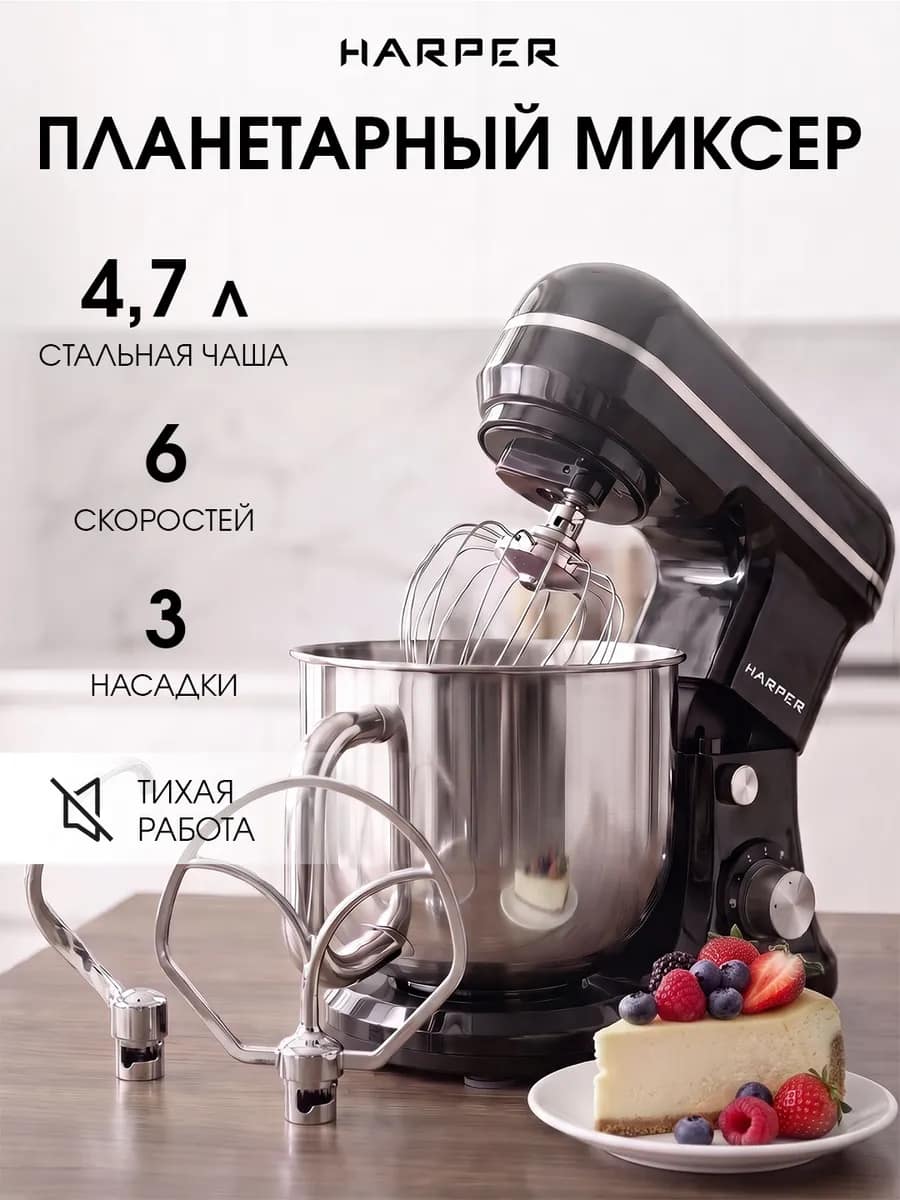 HARPER
ПЛАНЕТАРНЫЙ МИКСЕР
4,7 л
СТАЛЬНАЯ ЧАША
6
СКОРОСТЕЙ
3
НАСАДКИ
HARPER
ТИХАЯ
РАБОТА